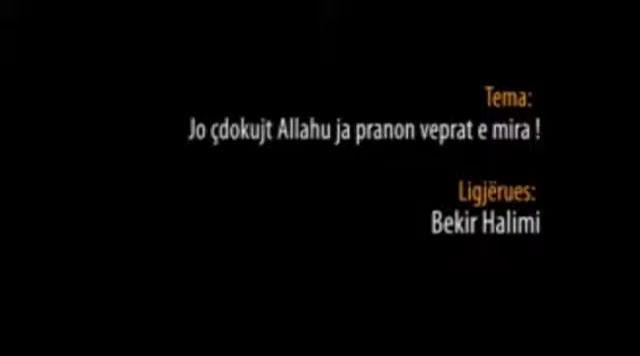 Tema:
Jo çdokujt Allahu ja pranon veprat e mira !
Ligjërues:
Bekir Halimi